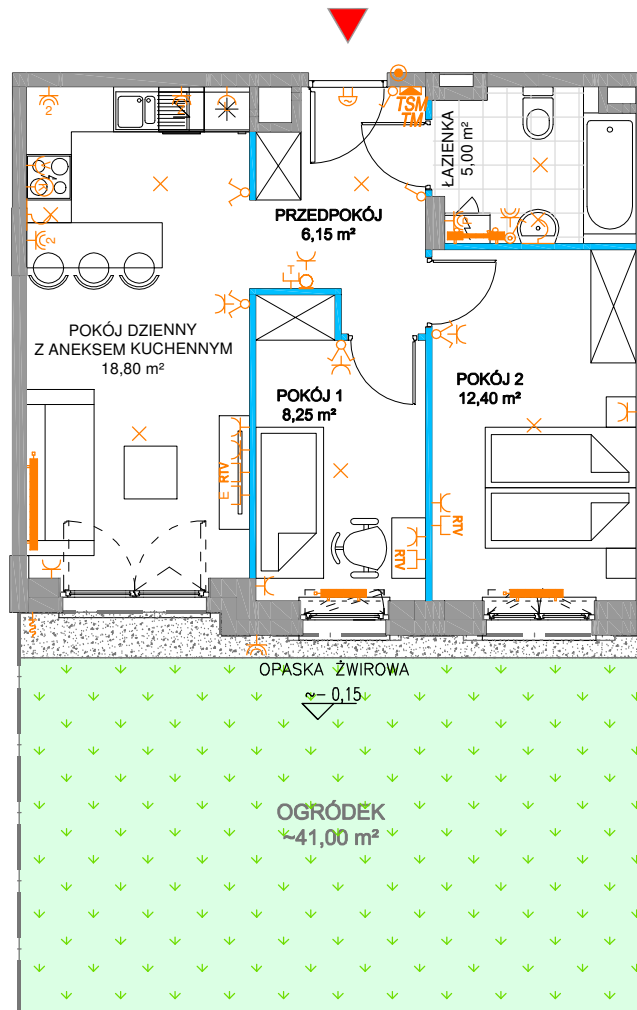 2
TSM
TM
ŁAZIENKA
5,00 m²
PRZEDPOKÓJ
6,15 m²
2
T
POKÓJ DZIENNY
Z ANEKSEM KUCHENNYM
18,80 m²
POKÓJ 1
8,25 m²
POKÓJ 2
12,40 m²
RTV
RTV
RTV
OPASKA ŻWIROWA
~- 0,15
OGRÓDEK
~41,00 m²